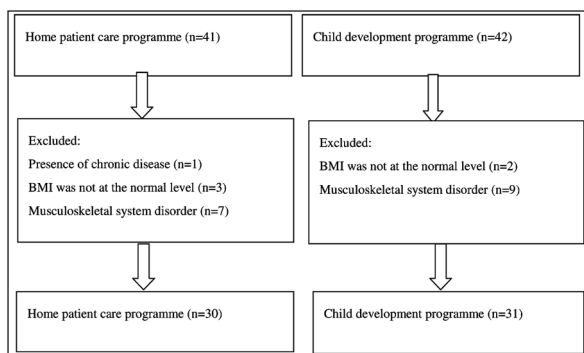 Home patient care programme (n=41)
Child development programme (n=42)
Excluded:
Presence of chronic disease (n=1)
BMI was not at the normal level (n=3)
Musculoskeletal system disorder (n=7)
Excluded:
BMI was not at the normal level (n=2)
Musculoskeletal system disorder (n=9)
Home patient care programme (n=30)
Child development programme (n=31)